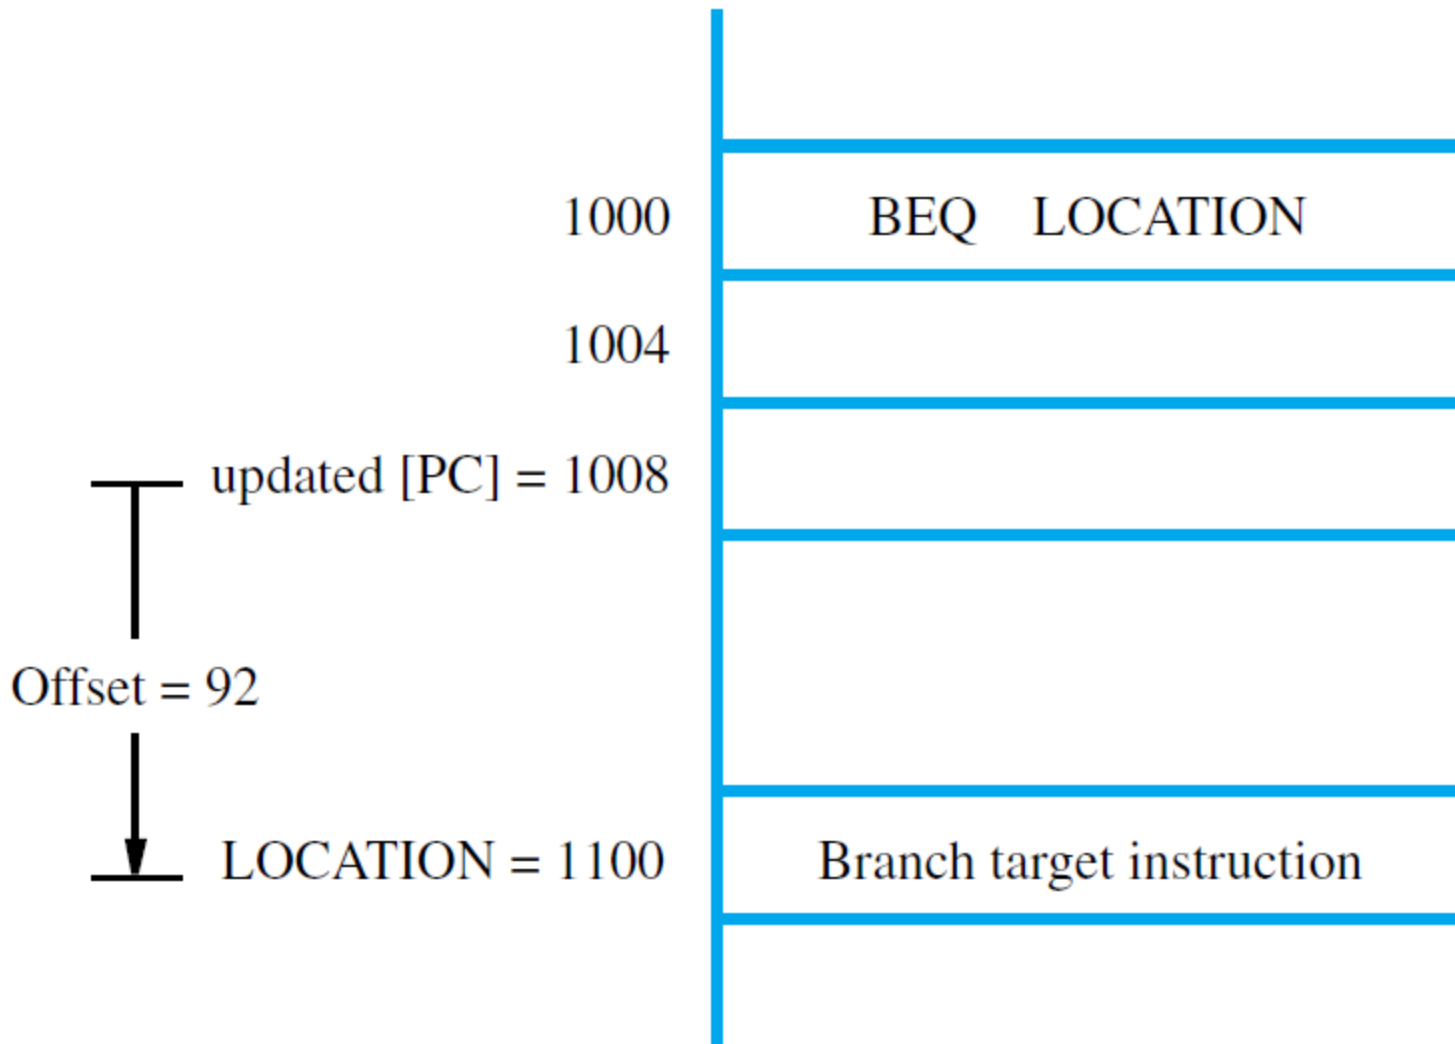 1000 BEQ LOCATION
1004
updated [PC] = 1008
Offset = 92
LOCATION = 1100 Branch target instruction